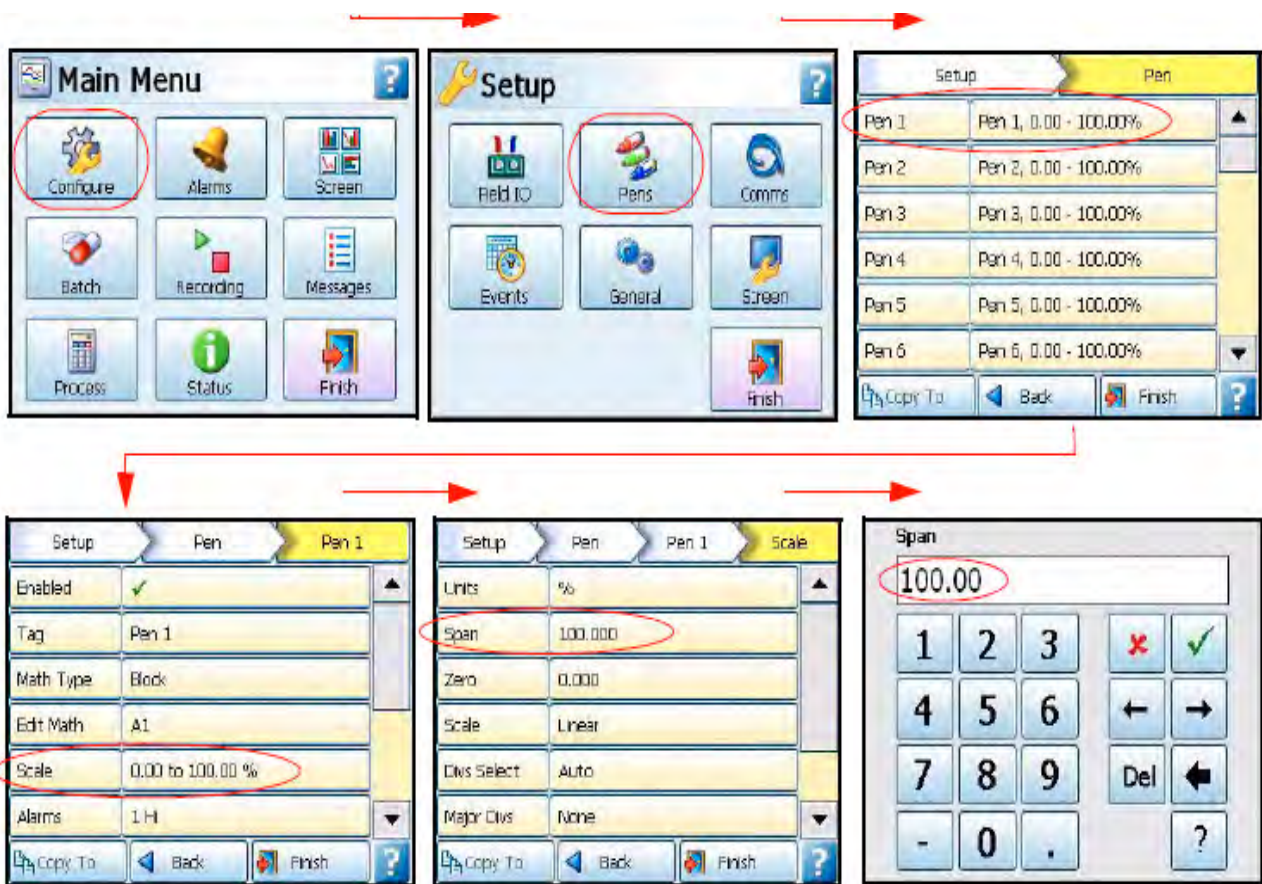 Main Menu ?
Configure Alarms Screen
Batch Recording Messages
Process Status Finish
Setup ?
Field IO Pens Comms
Events General Screen
Finish
Setup Pen
Pen 1 Pen 1, 0.00 - 100.00%
Pen 2 Pen 2, 0.00 - 100.00%
Pen 3 Pen 3, 0.00 - 100.00%
Pen 4 Pen 4, 0.00 - 100.00%
Pen 5 Pen 5, 0.00 - 100.00%
Pen 6 Pen 6, 0.00 - 100.00%
Copy To Back Finish ?
Setup Pen Pen 1
Enabled ✓
Tag Pen 1
Math Type Block
Edit Math A1
Scale 0.00 to 100.00 %
Alarms 1 Hi
Copy To Back Finish ?
Setup Pen Pen 1 Scale
Units %
Span 100.000
Zero 0.000
Scale Linear
Divs Select Auto
Major Divs None
Copy To Back Finish ?
Span
100.00
1 2 3
4 5 6
7 8 9 Del
- 0 . ?